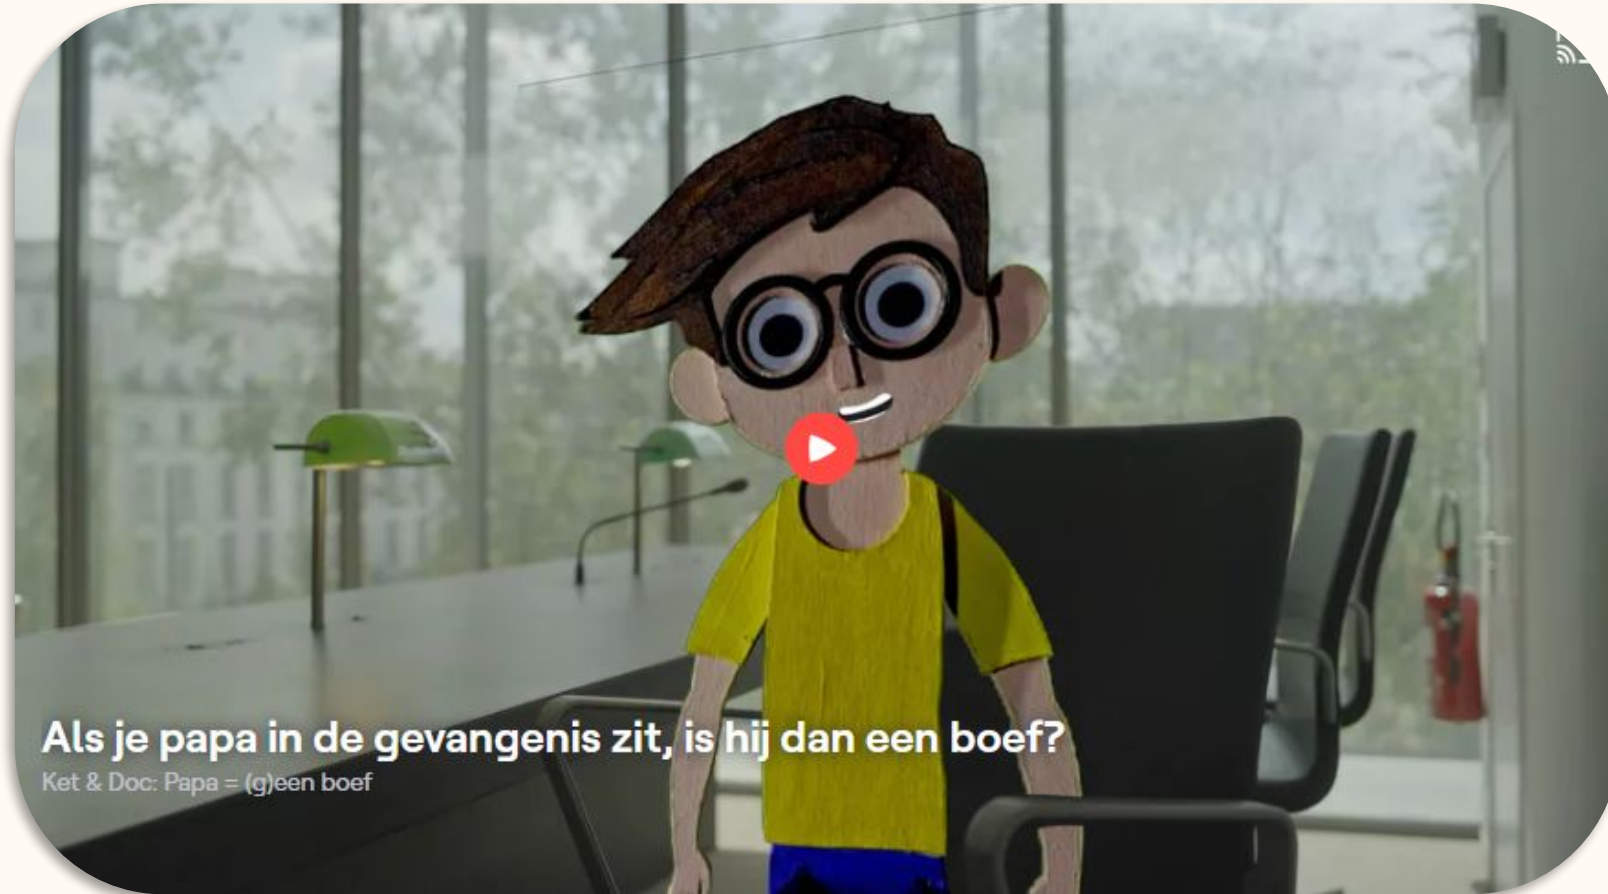 Als je papa in de gevangenis zit, is hij dan een boef?
Ket & Doc: Papa = (g)een boef